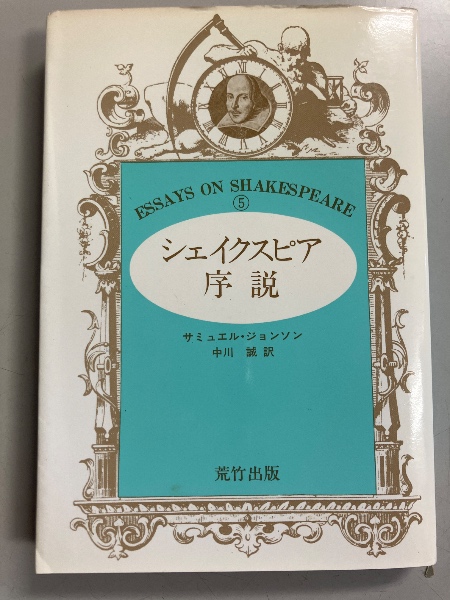 ESSAYS ON SHAKESPEARE
⑤
シェイクスピア
序説
サミュエル・ジョンソン
中川 誠 訳
荒竹出版